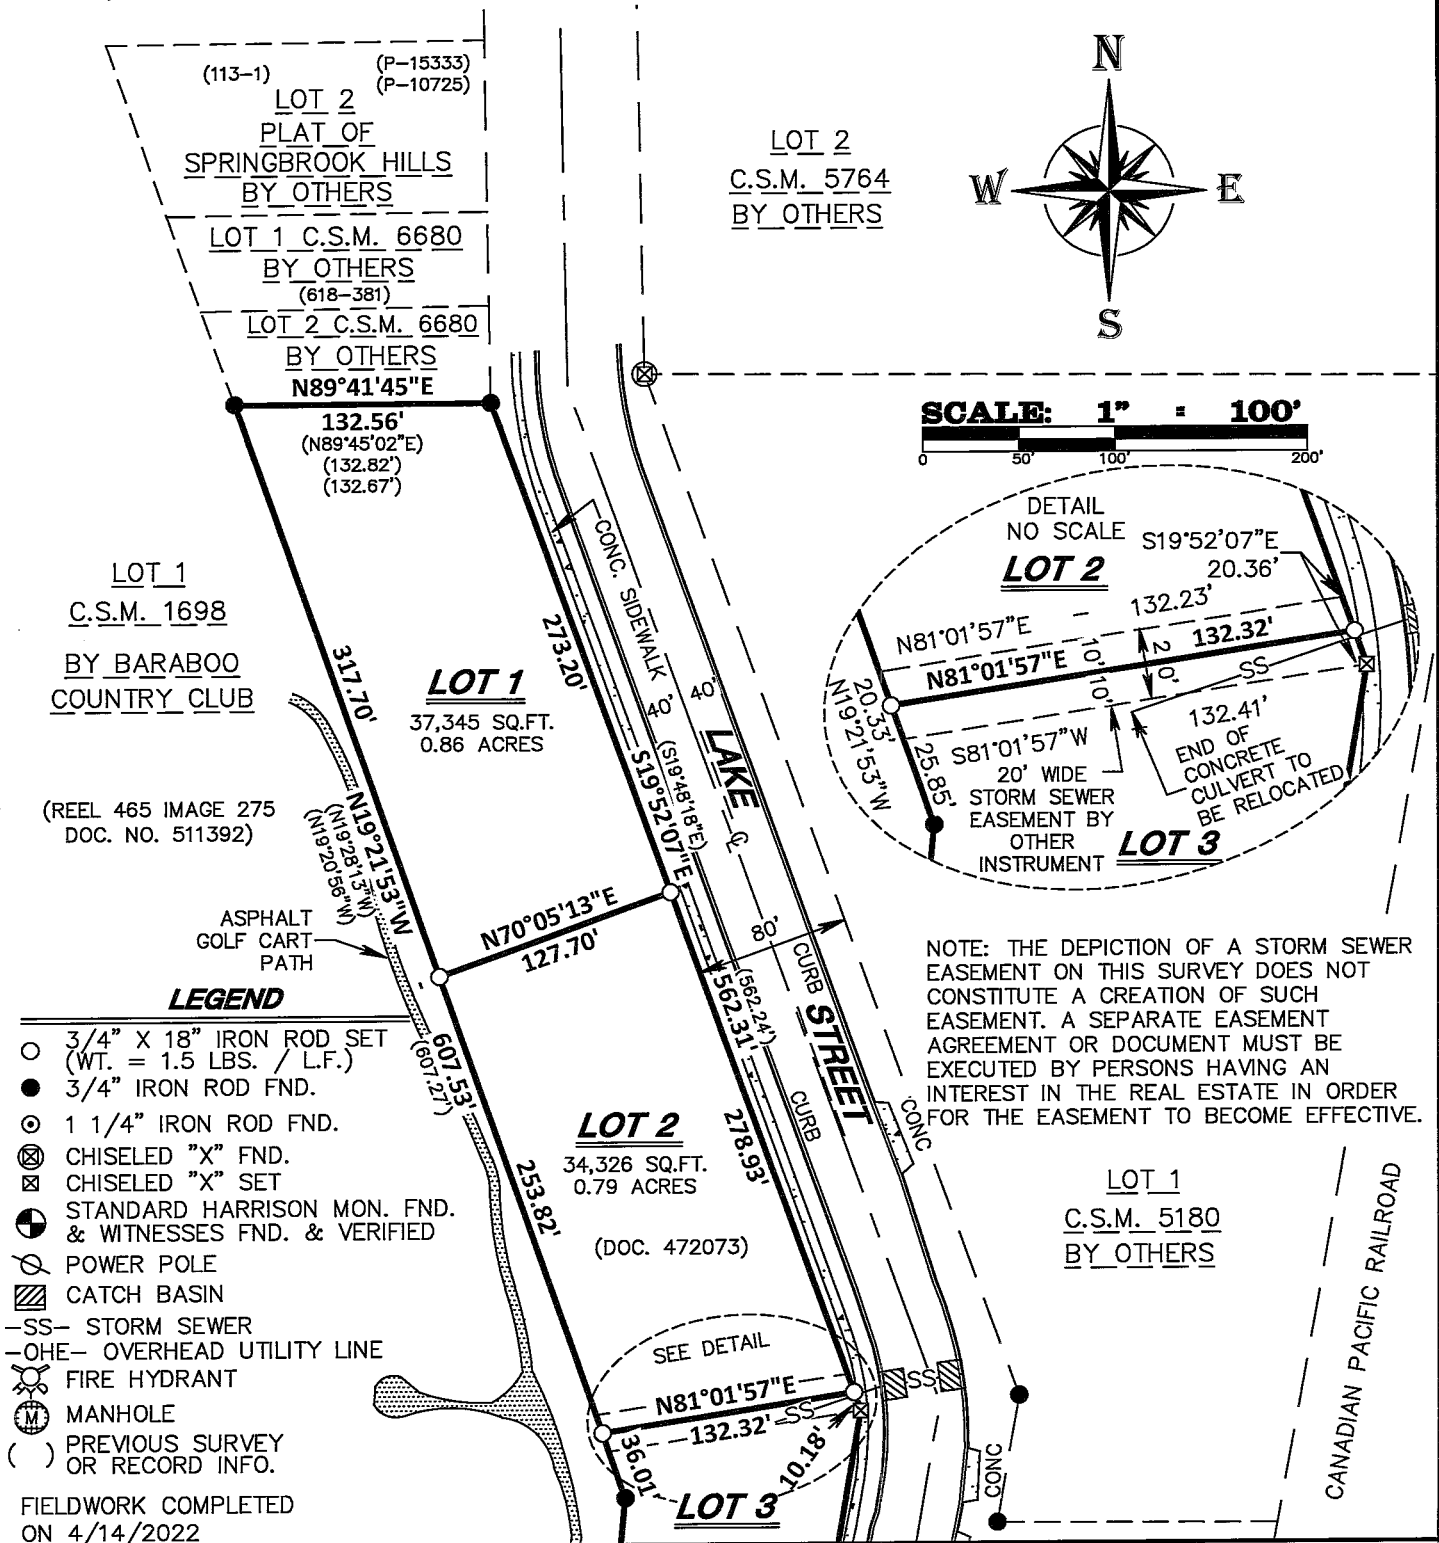 (113-1)
(P-15333)
(P-10725)
LOT 2
PLAT OF
SPRINGBROOK HILLS
BY OTHERS
LOT 1 C.S.M. 6680
BY OTHERS
(618-381)
LOT 2 C.S.M. 6680
BY OTHERS
N89°41'45"E
132.56'
(N89°45'02"E)
(132.82')
(132.67')
LOT 2
C.S.M. 5764
BY OTHERS
N
W
E
S
SCALE: 1" = 100'
0 50' 100' 200'
DETAIL
NO SCALE
LOT 2
S19°52'07"E
20.36'
N81°01'57"E - 132.23'
N81°01'57"E 132.32'
10' 10'
20'
SS
20.33'
N19°21'53"W
25.85'
S81°01'57"W
132.41'
20' WIDE
STORM SEWER
EASEMENT BY
OTHER
INSTRUMENT
END OF
CONCRETE
CULVERT TO
BE RELOCATED
LOT 3
LOT 1
C.S.M. 1698
BY BARABOO
COUNTRY CLUB
(REEL 465 IMAGE 275
DOC. NO. 511392)
317.70'
N19°21'53"W
(N19°28'13"W)
(N19°20'56"W)
LOT 1
37,345 SQ.FT.
0.86 ACRES
273.20'
CONC. SIDEWALK
40' 40'
S19°52'07"E
(S19°48'18"E)
LAKE
STREET
80'
CURB
CURB
CONC
CONC
N70°05'13"E
127.70'
562.31'
(562.24')
278.93'
607.53'
(607.27')
253.82'
LOT 2
34,326 SQ.FT.
0.79 ACRES
(DOC. 472073)
SEE DETAIL
N81°01'57"E
132.32'
SS
SS
10.18'
36.01'
LOT 3
ASPHALT
GOLF CART
PATH
NOTE: THE DEPICTION OF A STORM SEWER
EASEMENT ON THIS SURVEY DOES NOT
CONSTITUTE A CREATION OF SUCH
EASEMENT. A SEPARATE EASEMENT
AGREEMENT OR DOCUMENT MUST BE
EXECUTED BY PERSONS HAVING AN
INTEREST IN THE REAL ESTATE IN ORDER
FOR THE EASEMENT TO BECOME EFFECTIVE.
LOT 1
C.S.M. 5180
BY OTHERS
CANADIAN PACIFIC RAILROAD
LEGEND
3/4" X 18" IRON ROD SET
(WT. = 1.5 LBS. / L.F.)
3/4" IRON ROD FND.
1 1/4" IRON ROD FND.
CHISELED "X" FND.
CHISELED "X" SET
STANDARD HARRISON MON. FND.
& WITNESSES FND. & VERIFIED
POWER POLE
CATCH BASIN
-SS- STORM SEWER
-OHE- OVERHEAD UTILITY LINE
FIRE HYDRANT
M MANHOLE
( ) PREVIOUS SURVEY
OR RECORD INFO.
FIELDWORK COMPLETED
ON 4/14/2022